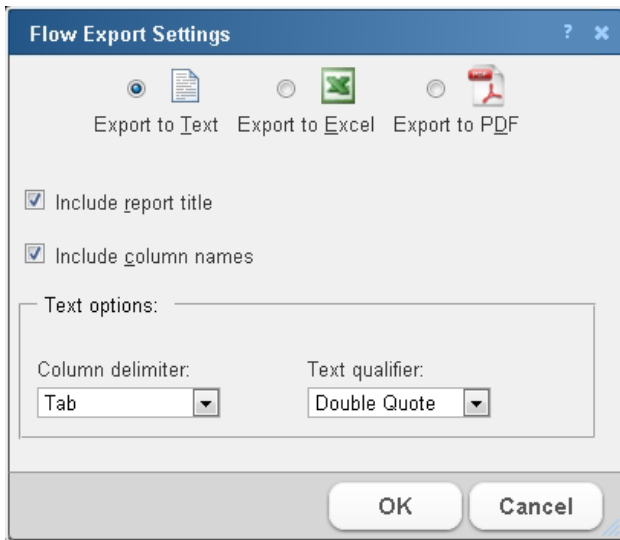 Flow Export Settings ?
Export to Text Export to Excel Export to PDF
Include report title
Include column names
Text options:
Column delimiter: Text qualifier:
Tab Double Quote
OK Cancel